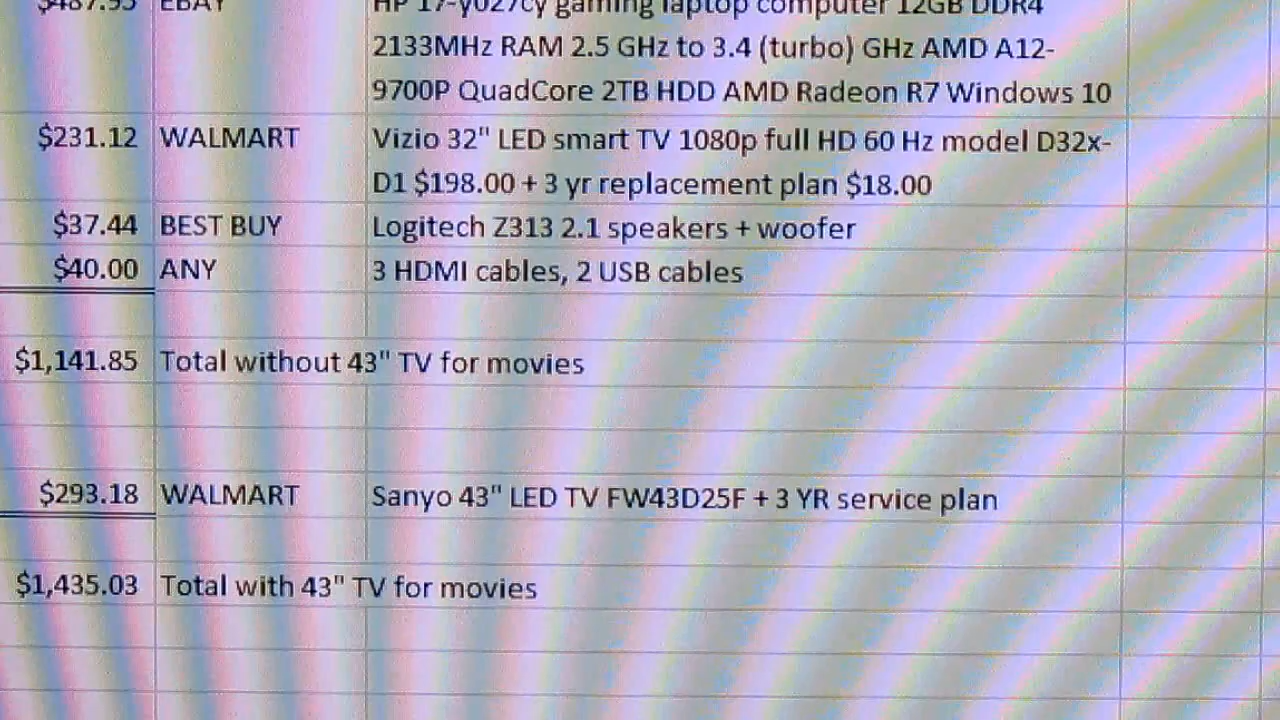 $487.95 EBAY HP 17-y027cy gaming laptop computer 12GB DDR4
2133MHz RAM 2.5 GHz to 3.4 (turbo) GHz AMD A12-
9700P QuadCore 2TB HDD AMD Radeon R7 Windows 10
$231.12 WALMART Vizio 32" LED smart TV 1080p full HD 60 Hz model D32x-
D1 $198.00 + 3 yr replacement plan $18.00
$37.44 BEST BUY Logitech Z313 2.1 speakers + woofer
$40.00 ANY 3 HDMI cables, 2 USB cables
$1,141.85 Total without 43" TV for movies
$293.18 WALMART Sanyo 43" LED TV FW43D25F + 3 YR service plan
$1,435.03 Total with 43" TV for movies